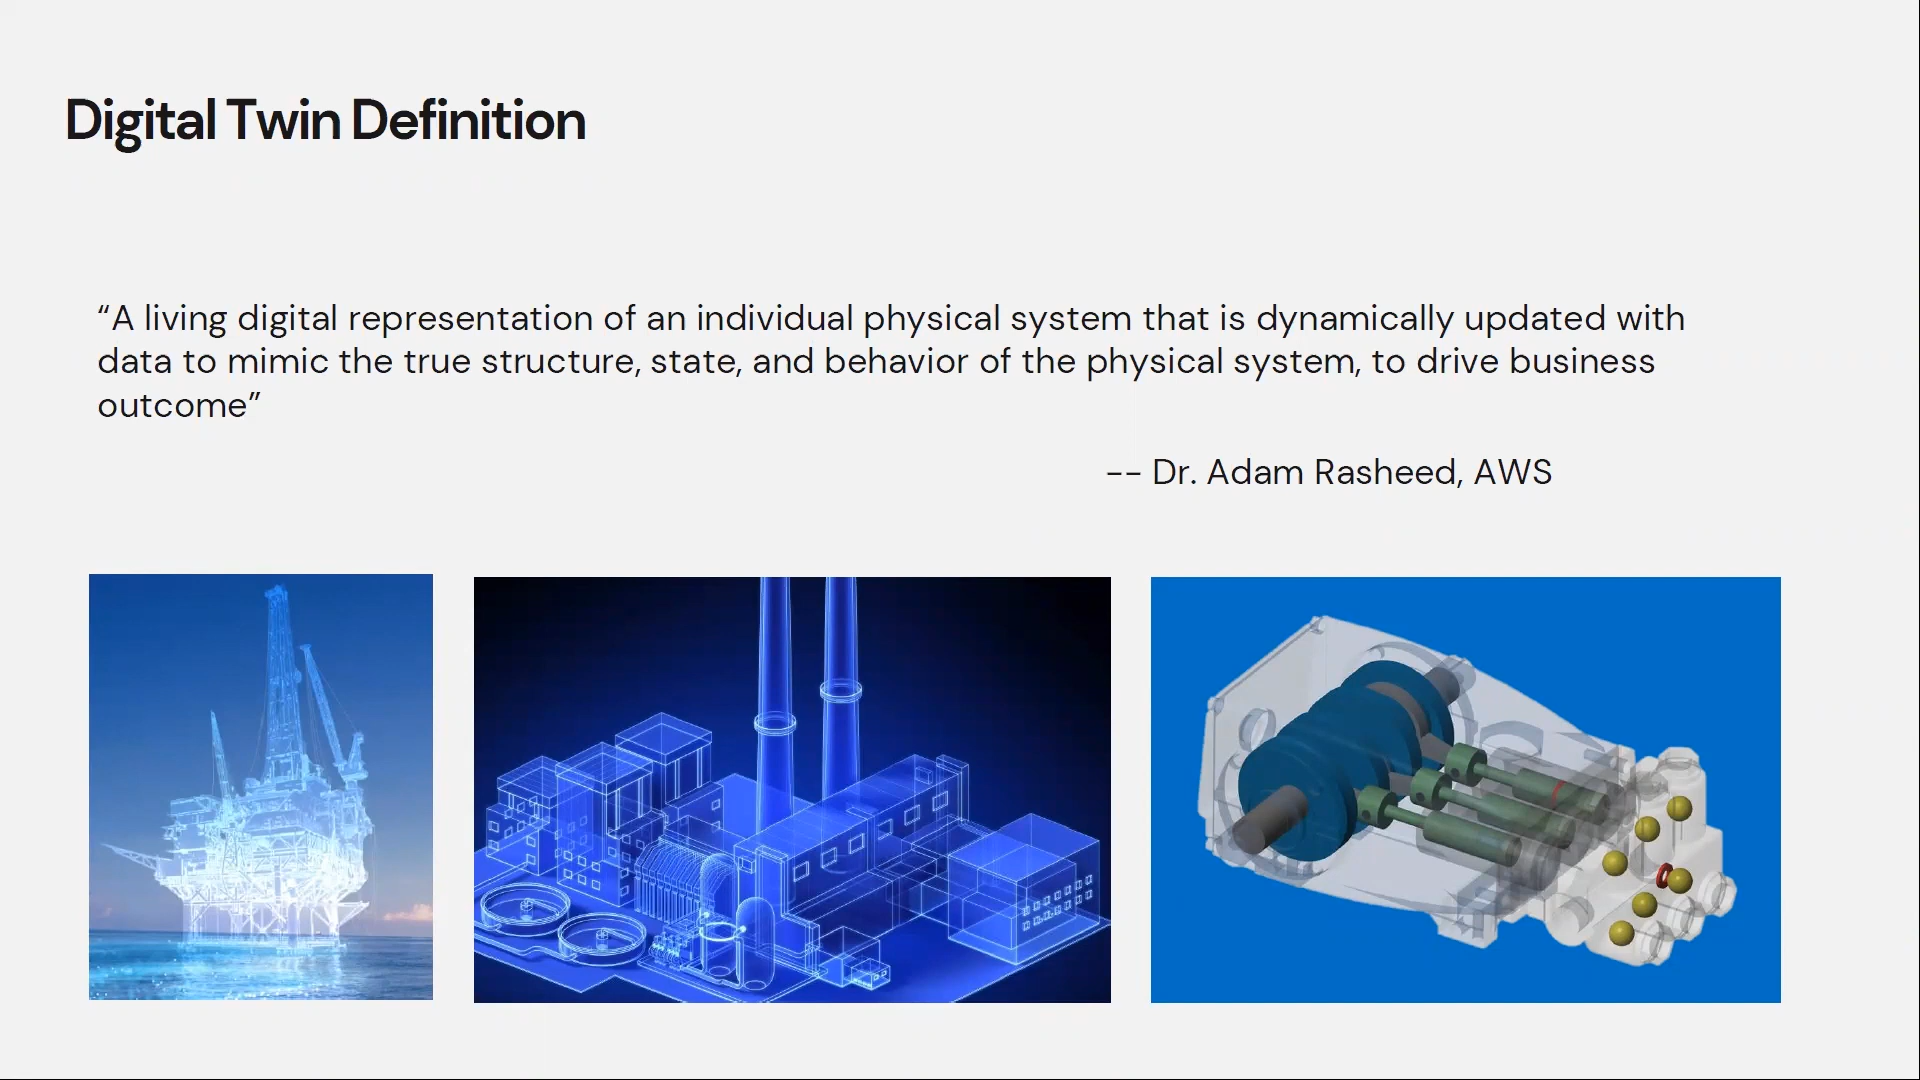 Digital Twin Definition
“A living digital representation of an individual physical system that is dynamically updated with
data to mimic the true structure, state, and behavior of the physical system, to drive business
outcome”
-- Dr. Adam Rasheed, AWS